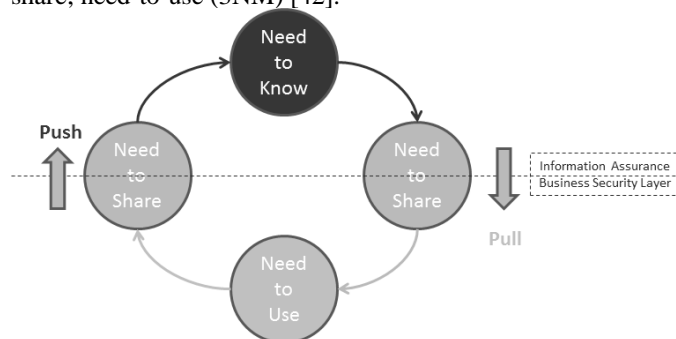 share, need to use (3NM) [42].
Need
to
Know
Push
Need
to
Share
Need
to
Share
Information Assurance
Business Security Layer
Pull
Need
to
Use